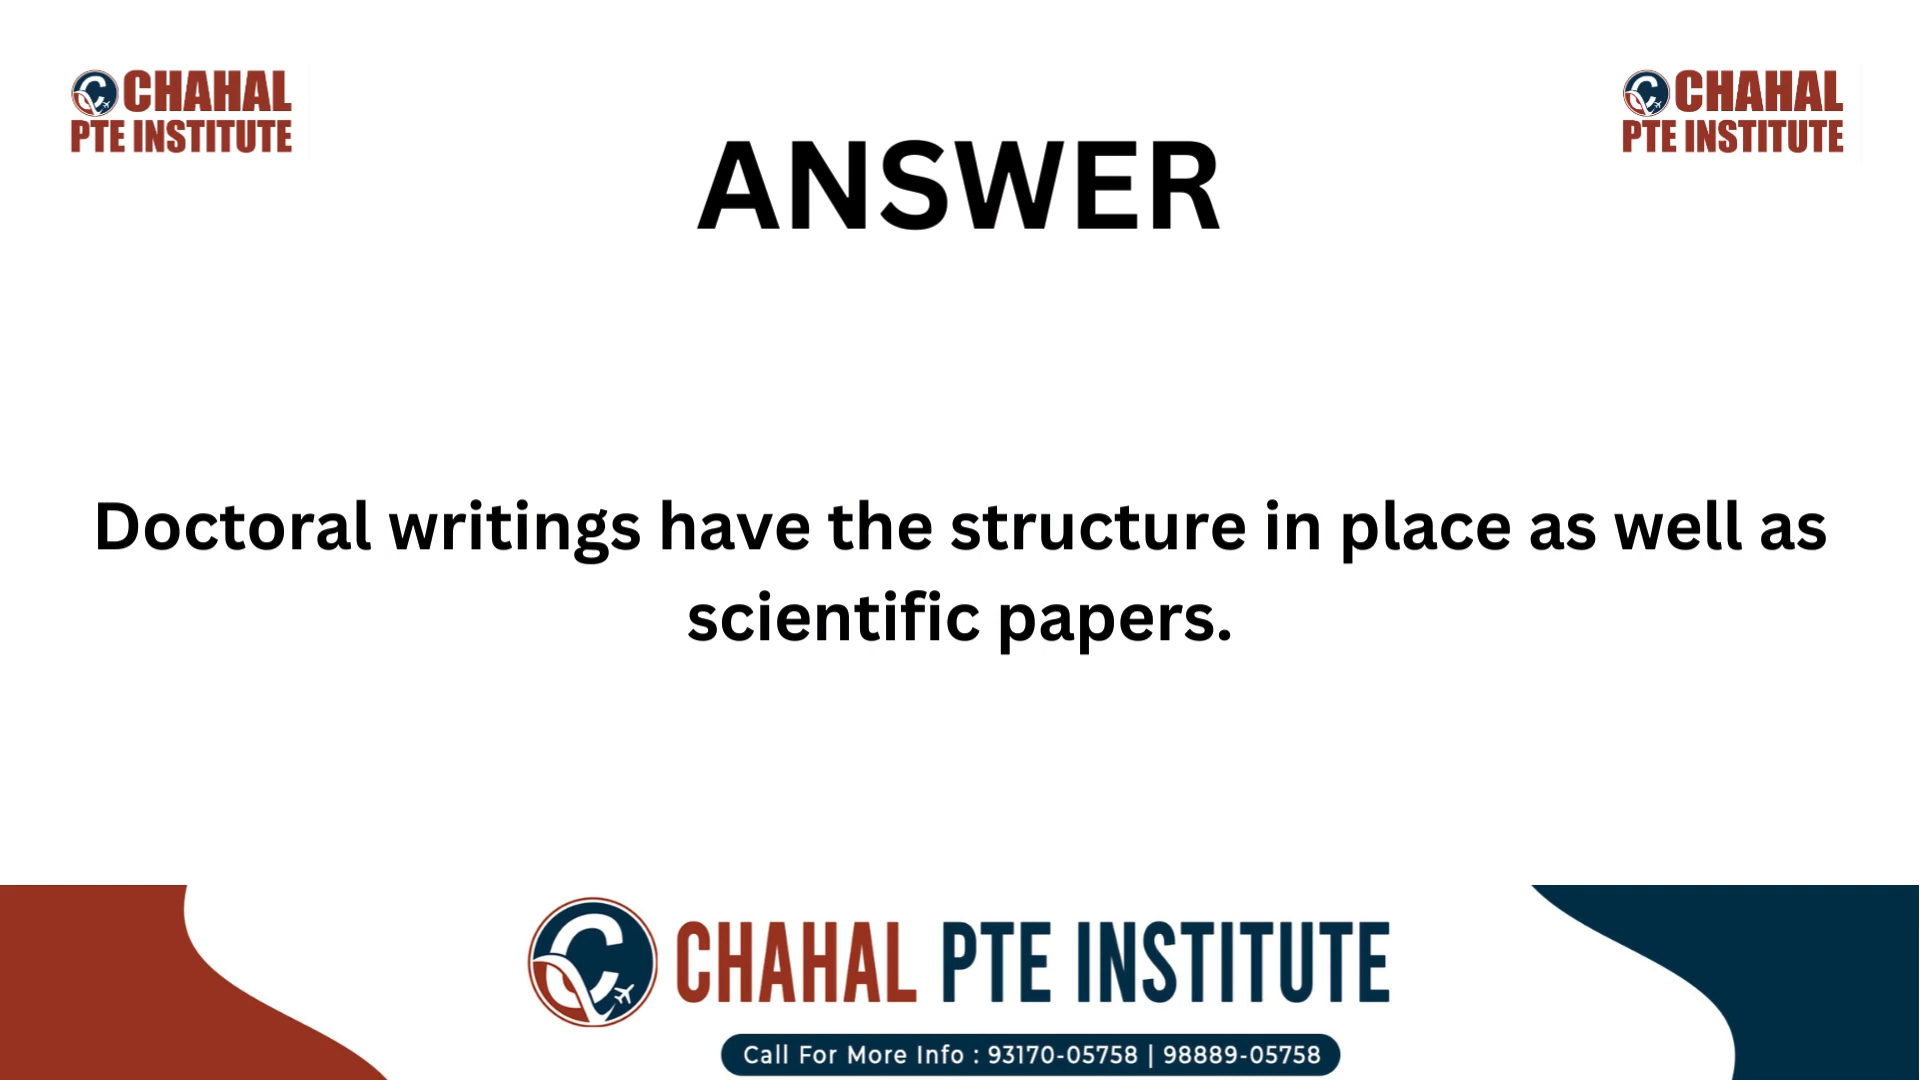 CHAHAL
PTE INSTITUTE
CHAHAL
PTE INSTITUTE
ANSWER
Doctoral writings have the structure in place as well as
scientific papers.
CHAHAL PTE INSTITUTE
Call For More Info : 93170-05758 | 98889-05758